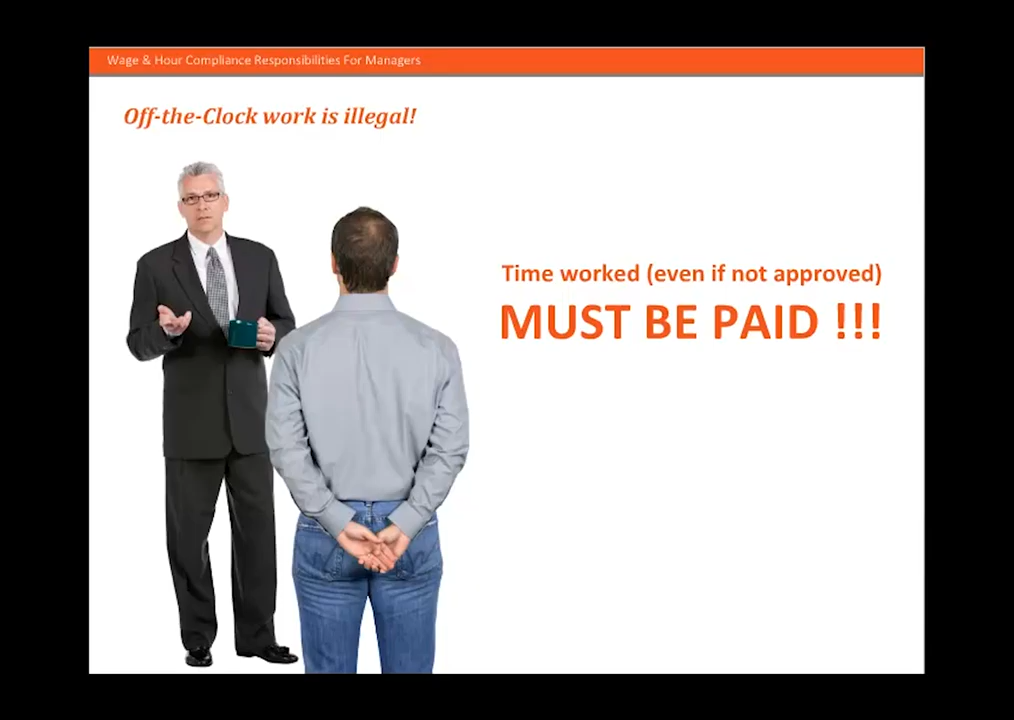 Wage & Hour Compliance Responsibilities For Managers
Off-the-Clock work is illegal!
Time worked (even if not approved)
MUST BE PAID !!!